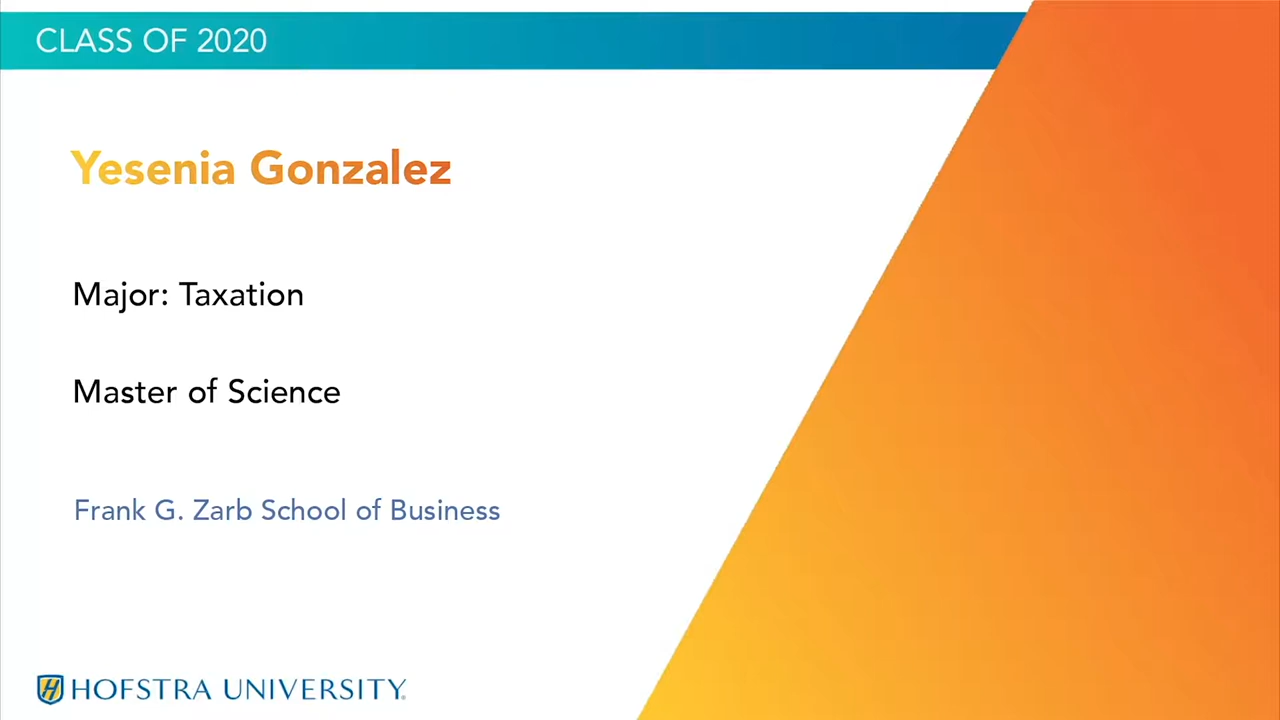 CLASS OF 2020
Yesenia Gonzalez
Major: Taxation
Master of Science
Frank G. Zarb School of Business
HOFSTRA UNIVERSITY